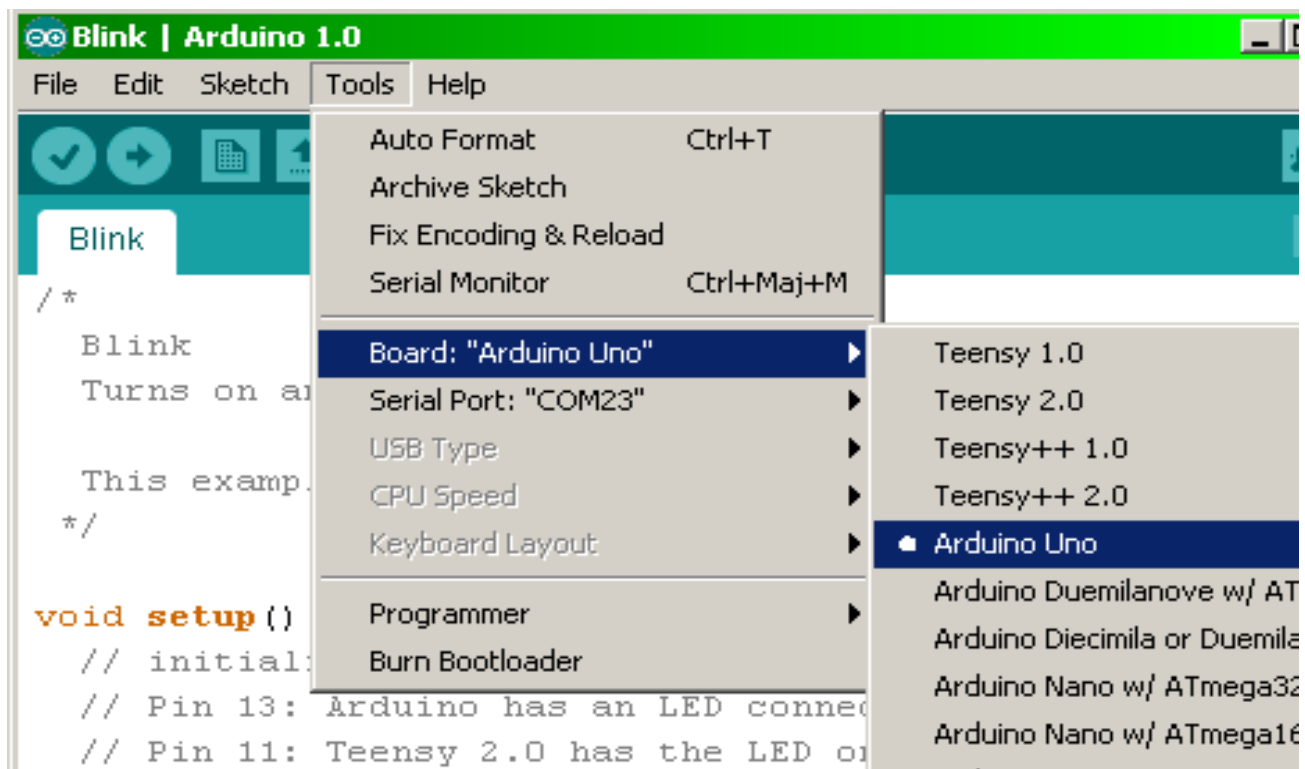 Blink | Arduino 1.0
File Edit Sketch Tools Help
Auto Format Ctrl+T
Archive Sketch
Fix Encoding & Reload
Serial Monitor Ctrl+Maj+M
Board: "Arduino Uno"
Serial Port: "COM23"
USB Type
CPU Speed
Keyboard Layout
Programmer
Burn Bootloader
Teensy 1.0
Teensy 2.0
Teensy++ 1.0
Teensy++ 2.0
Arduino Uno
Arduino Duemilanove w/ AT
Arduino Diecimila or Duemila
Arduino Nano w/ ATmega32
Arduino Nano w/ ATmega16
Blink
/*
Blink
Turns on
This
*/
void setup()
//
// Pin 13: Arduino has an LED
// Pin 11: Teensy 2.0 has the LED